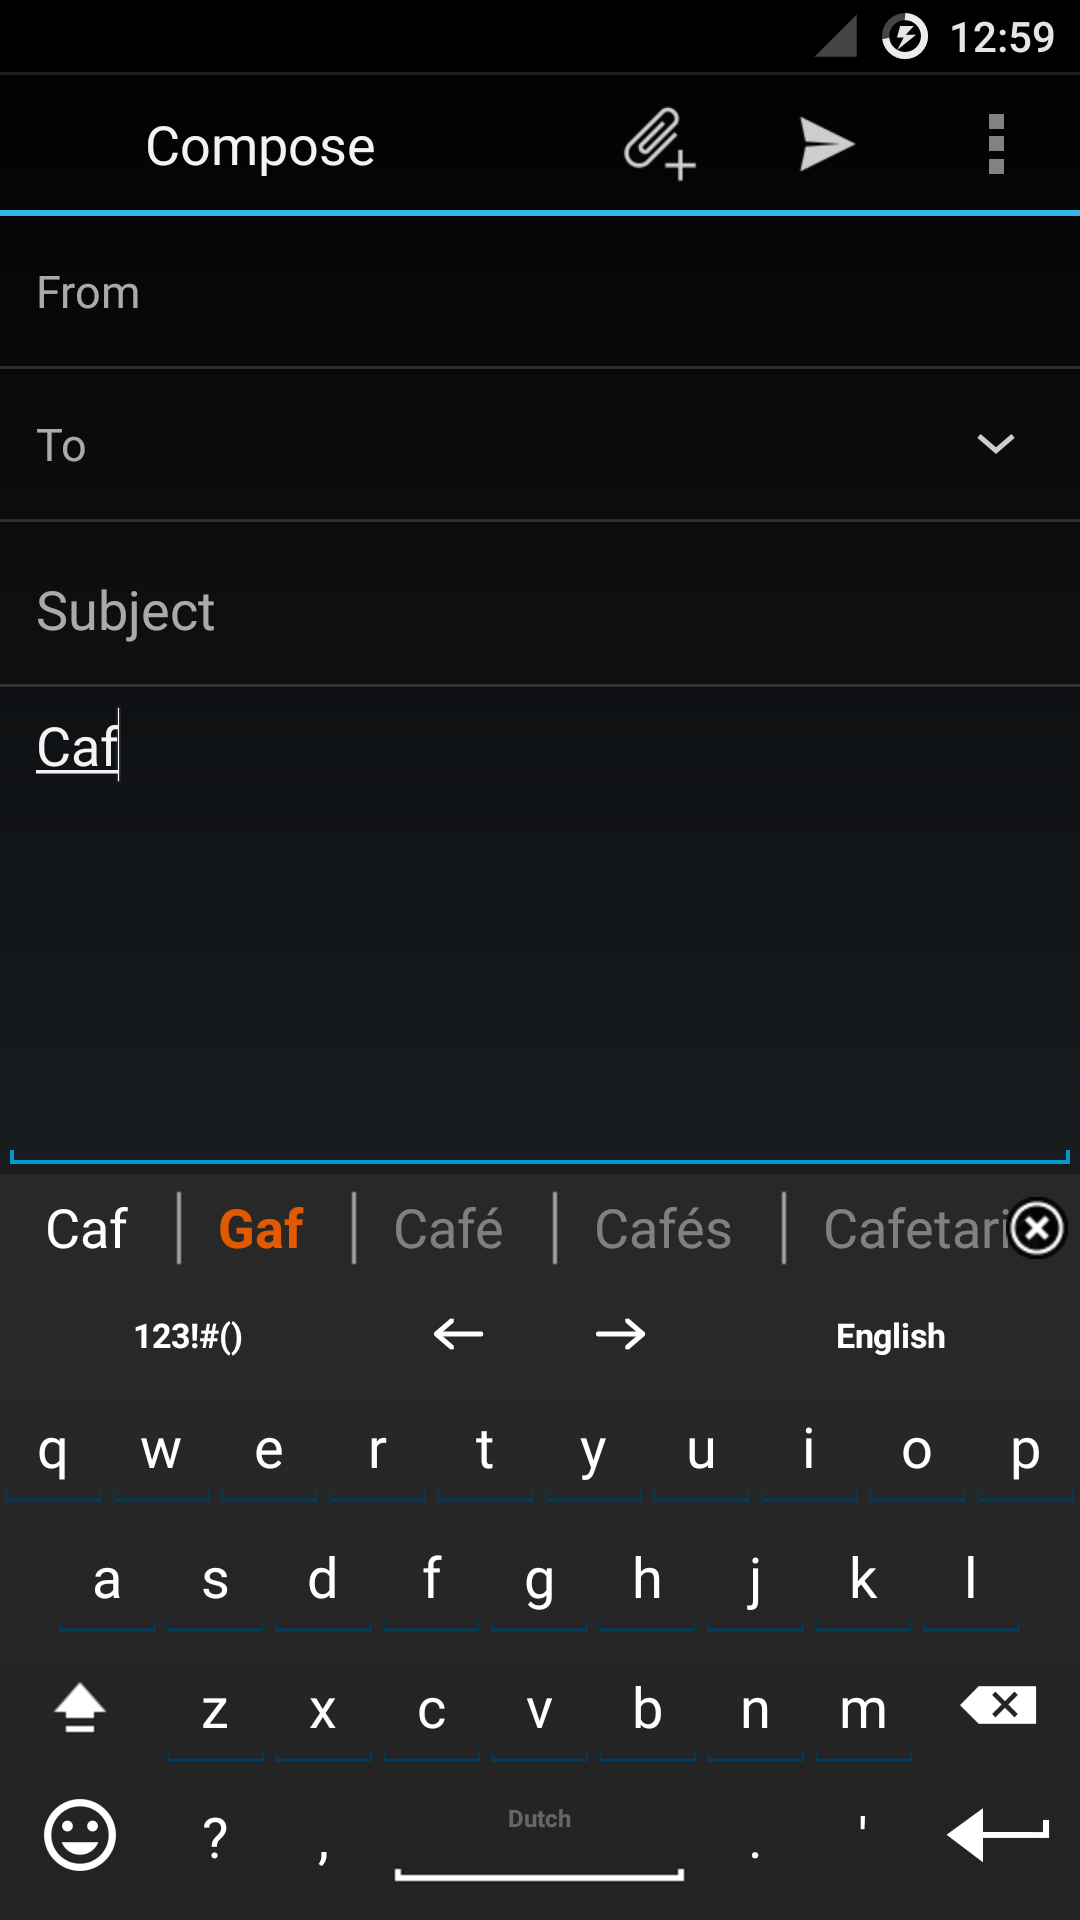 12:59
Compose
From
To
Subject
Caf
Caf Gaf Café Cafés Cafetari
123!#() English
q w e r t y u i o p
a s d f g h j k l
z x c v b n m
Dutch
? , . '